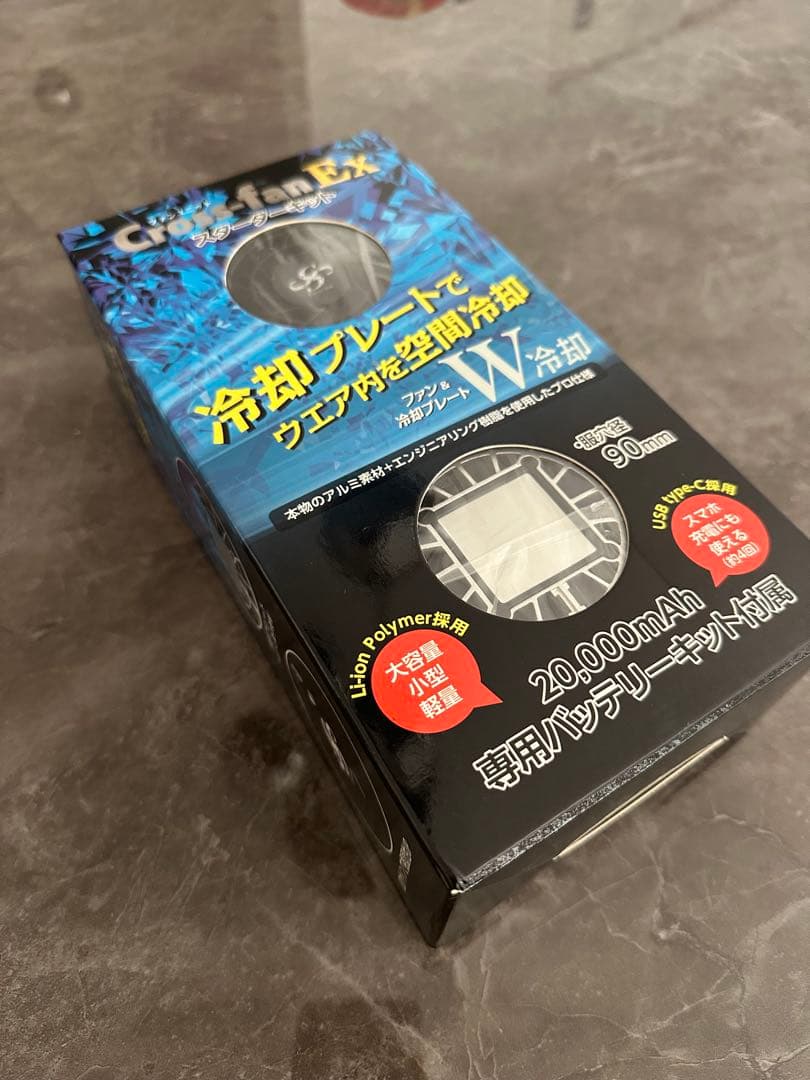 Cross-fan Ex
スターターキット
冷却プレートで
ウエア内を空間冷却
ファン＆
冷却プレート
W冷却
本物のアルミ素材+エンジニアリング樹脂を使用したプロ仕様
・服穴径
90mm
USB type-C採用
スマホ
充電にも
使える
(約4回)
Li-ion Polymer採用
大容量
小型
軽量
20,000mAh
専用バッテリーキット付属